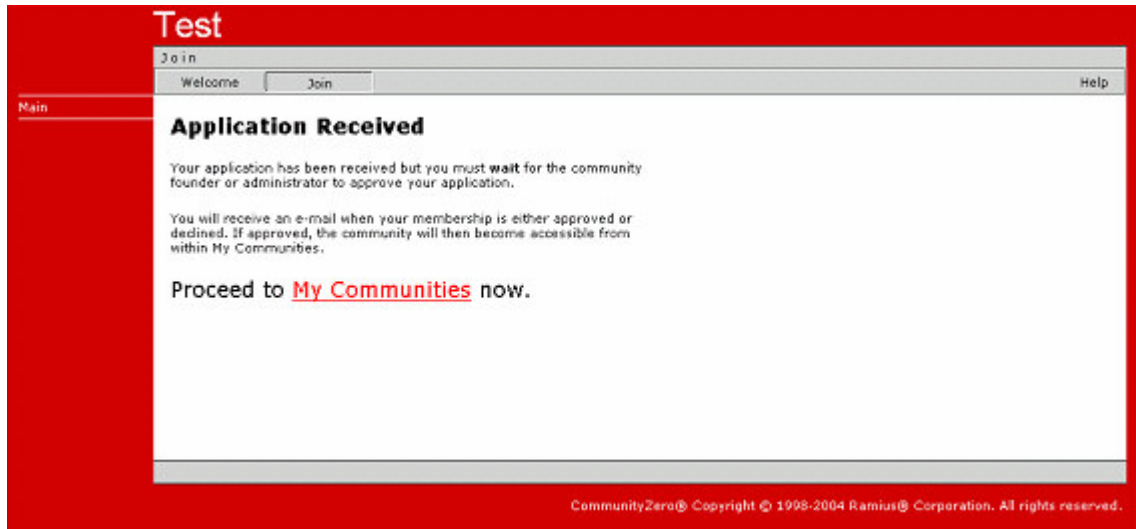 Test
Join
Welcome Join Help
Main
Application Received
Your application has been received but you must wait for the community
founder or administrator to approve your application.
You will receive an e-mail when your membership is either approved or
declined. If approved, the community will then become accessible from
within My Communities.
Proceed to My Communities now.
CommunityZero® Copyright © 1998-2004 Ramius® Corporation. All rights reserved.